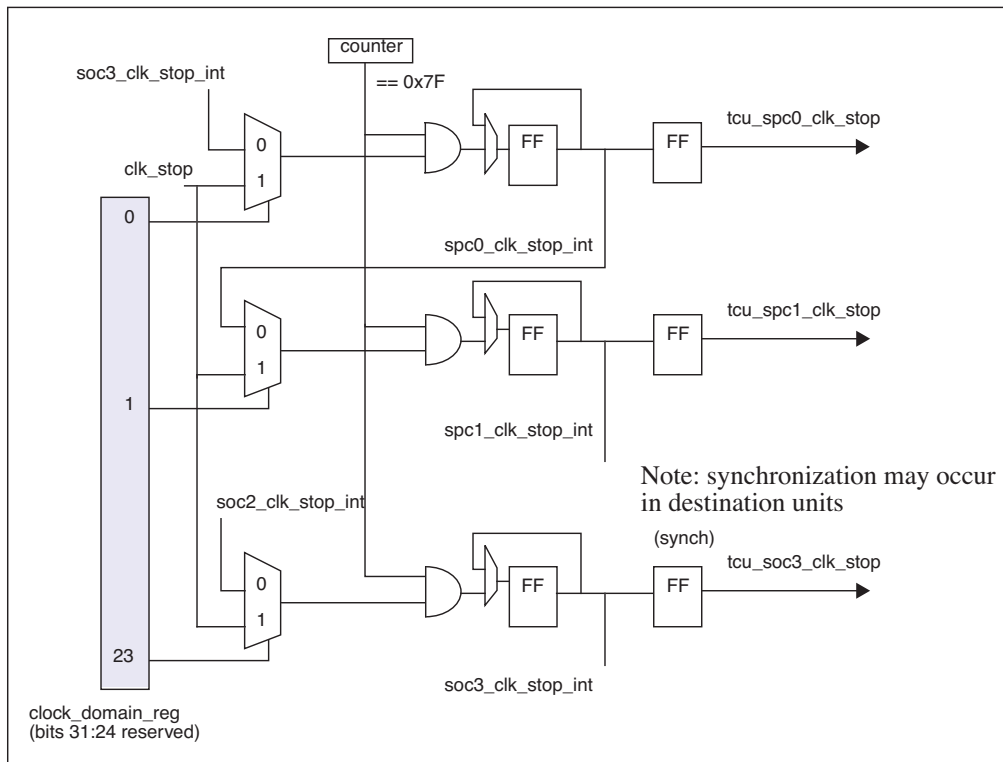 counter
soc3_clk_stop_int
== 0x7F
0
FF
FF
tcu_spc0_clk_stop
clk_stop
1
0
spc0_clk_stop_int
tcu_spc1_clk_stop
0
FF
FF
1
1
spc1_clk_stop_int
Note: synchronization may occur
in destination units
soc2_clk_stop_int
(synch)
tcu_soc3_clk_stop
0
FF
FF
1
23
soc3_clk_stop_int
clock_domain_reg
(bits 31:24 reserved)